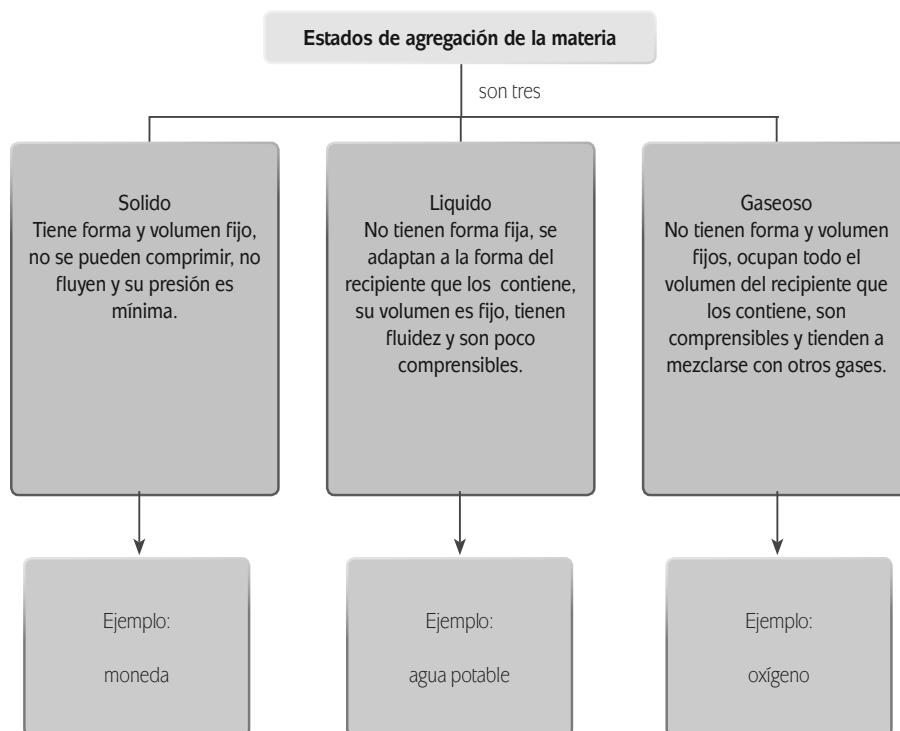 Estados de agregación de la materia
son tres
Solido
Tiene forma y volumen fijo,
no se pueden comprimir, no
fluyen y su presión es
mínima.
Liquido
No tienen forma fija, se
adaptan a la forma del
recipiente que los contiene,
su volumen es fijo, tienen
fluidez y son poco
comprensibles.
Gaseoso
No tienen forma y volumen
fijos, ocupan todo el
volumen del recipiente que
los contiene, son
comprensibles y tienden a
mezclarse con otros gases.
Ejemplo:
moneda
Ejemplo:
agua potable
Ejemplo:
oxígeno